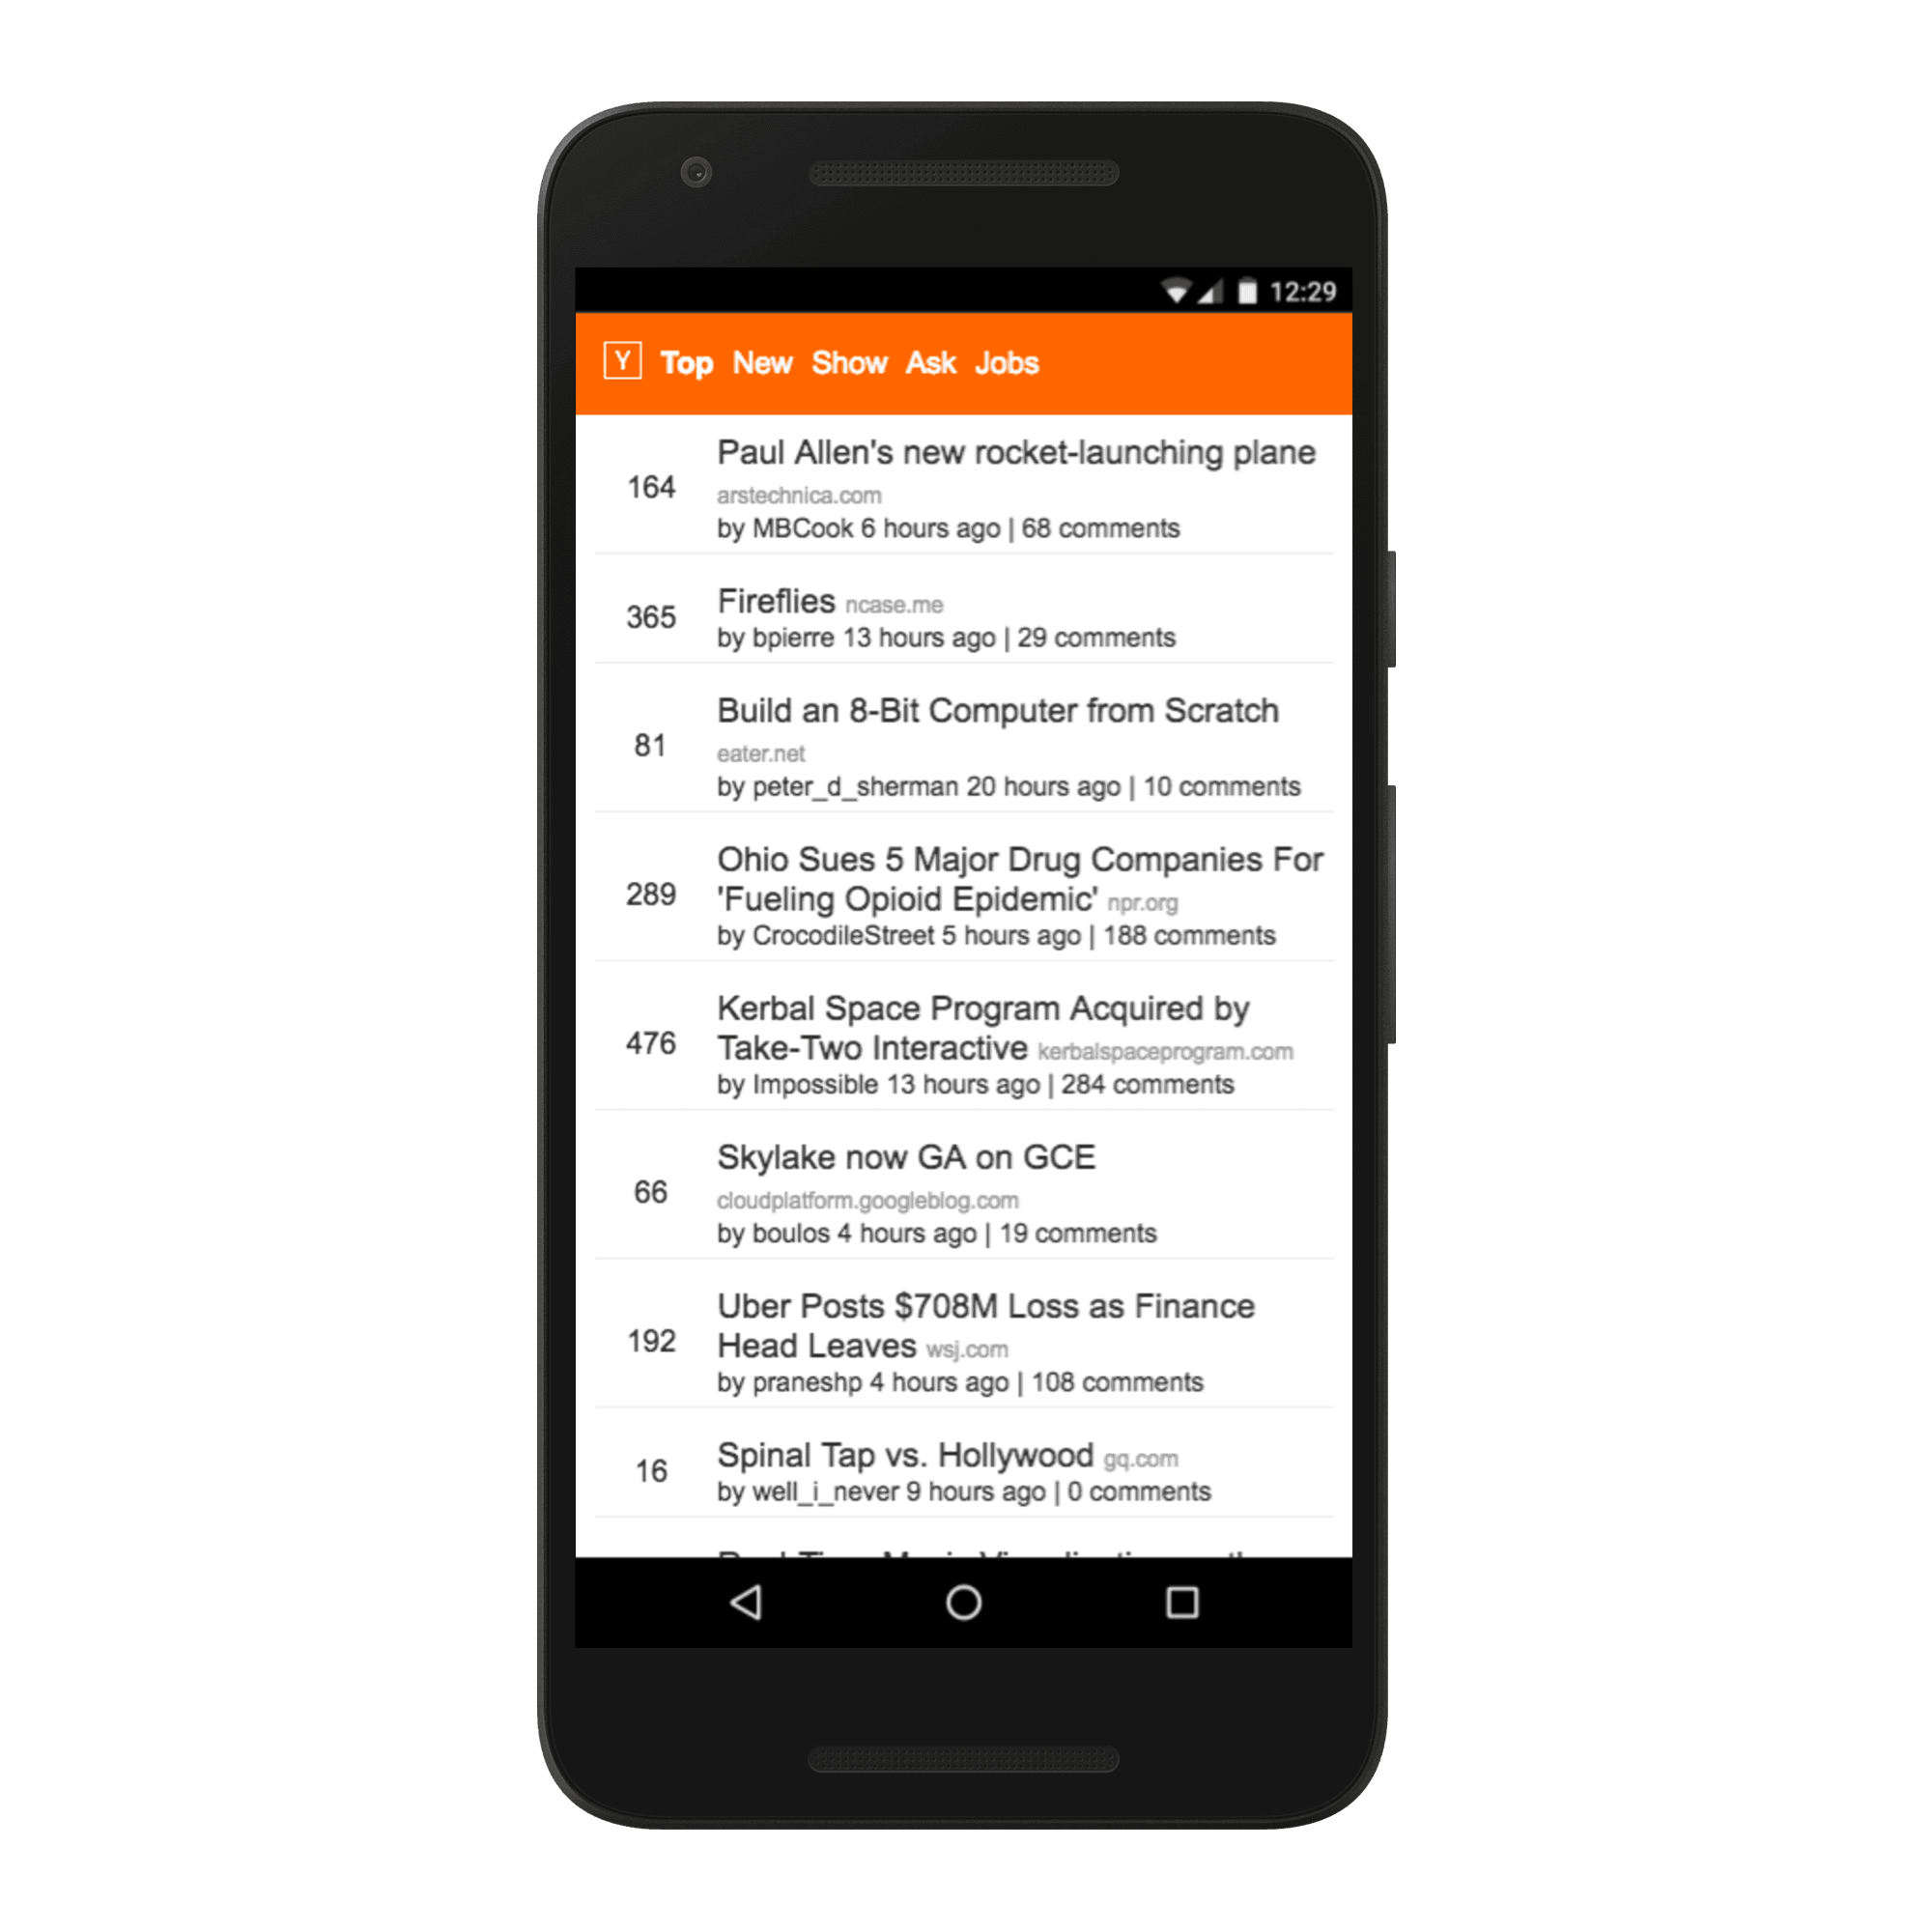 12:29
Y Top New Show Ask Jobs
Paul Allen's new rocket-launching plane
164
arstechnica.com
by MBCook 6 hours ago | 68 comments
Fireflies ncase.me
365
by bpierre 13 hours ago | 29 comments
Build an 8-Bit Computer from Scratch
81
eater.net
by peter_d_sherman 20 hours ago | 10 comments
Ohio Sues 5 Major Drug Companies For
289
'Fueling Opioid Epidemic' npr.org
by CrocodileStreet 5 hours ago | 188 comments
Kerbal Space Program Acquired by
476
Take-Two Interactive kerbalspaceprogram.com
by Impossible 13 hours ago | 284 comments
Skylake now GA on GCE
66
cloudplatform.googleblog.com
by boulos 4 hours ago | 19 comments
Uber Posts $708M Loss as Finance
192
Head Leaves wsj.com
by praneshp 4 hours ago | 108 comments
Spinal Tap vs. Hollywood gq.com
16
by well_i_never 9 hours ago | 0 comments